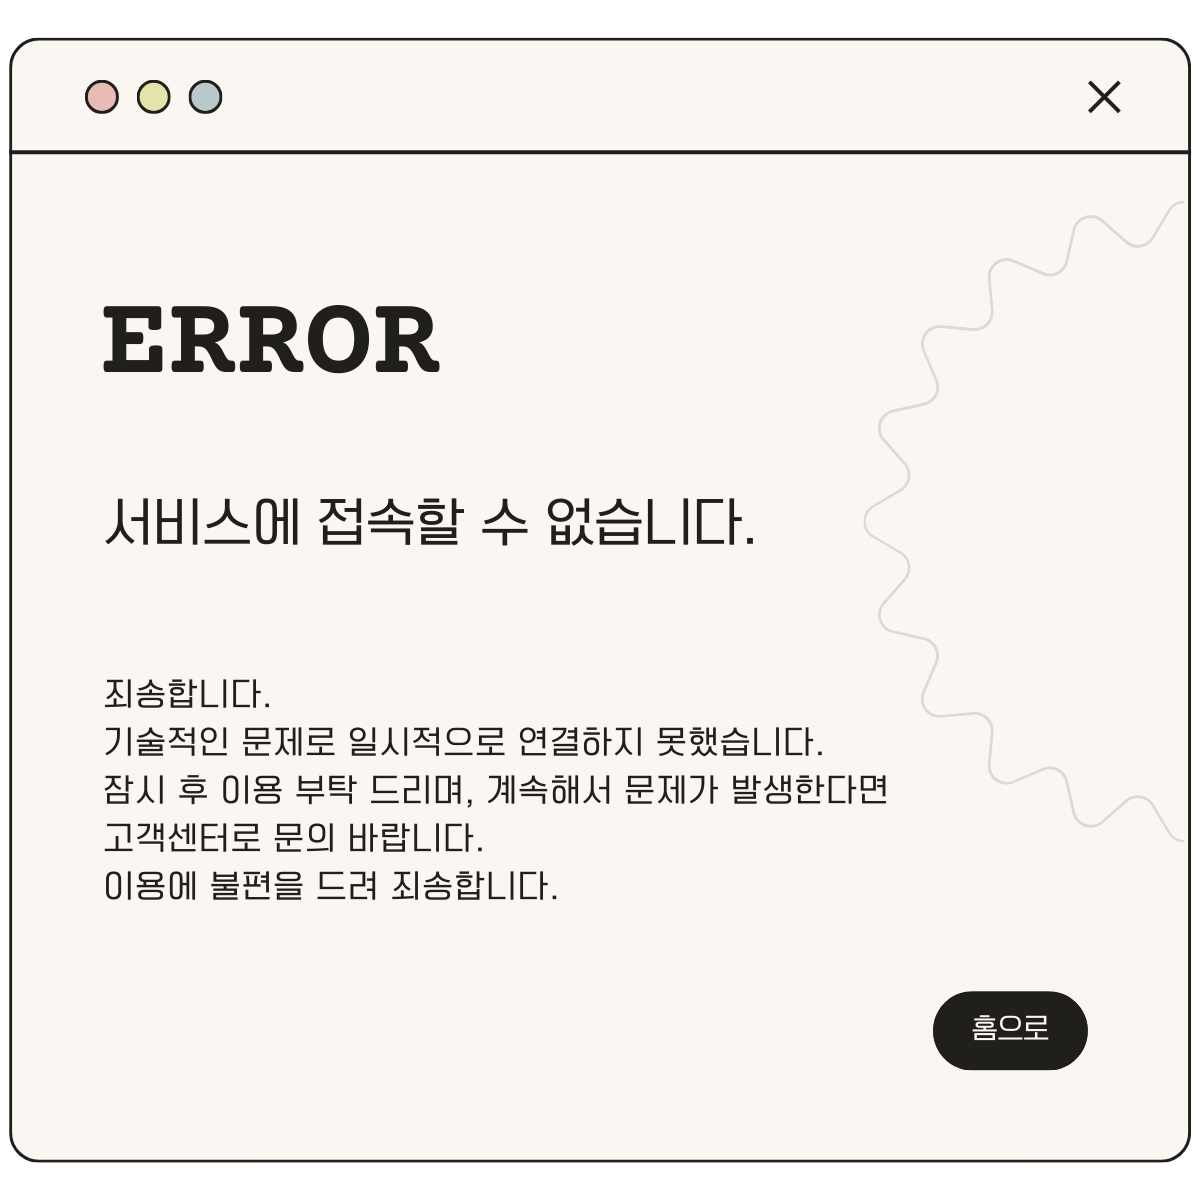 ERROR
서비스에 접속할 수 없습니다.
죄송합니다.
기술적인 문제로 일시적으로 연결하지 못했습니다.
잠시 후 이용 부탁 드리며, 계속해서 문제가 발생한다면
고객센터로 문의 바랍니다.
이용에 불편을 드려 죄송합니다.
홈으로